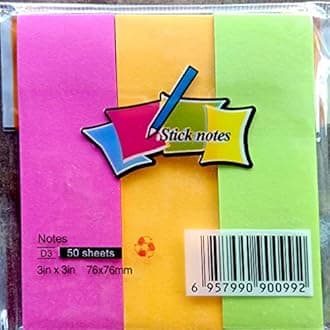 Stick notes
Notes
D3 50 sheets
3in x 3in 76x76mm
6 957990 900992